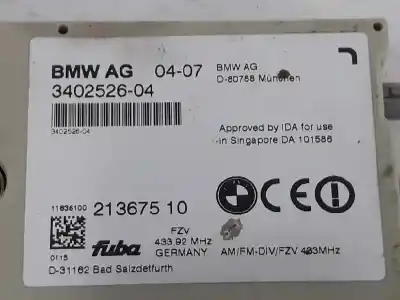 BMW AG 04-07
3402526-04
3402526-04
BMW AG
D-80788 München
Approved by IDA for use
in Singapore DA 101586
11836100
213675 10
0115
fuba
FZV
433.92 MHz
GERMANY
CE
AM/FM-DIV/FZV 433MHz
D-31162 Bad Salzdetfurth